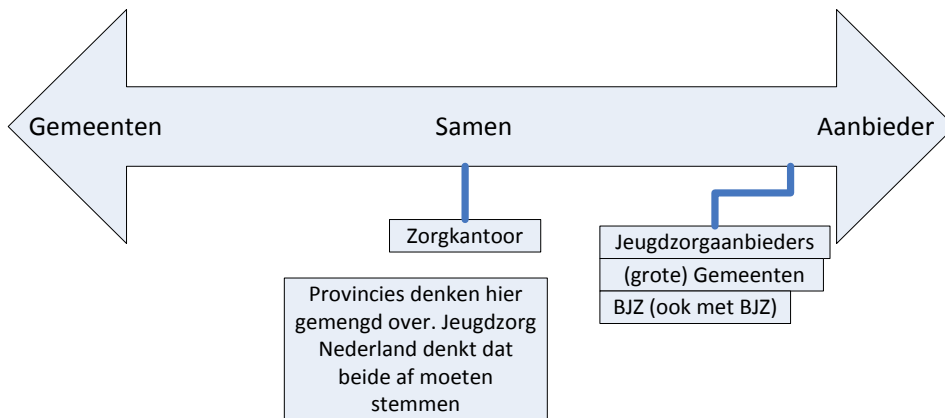 Gemeenten Samen Aanbieder
Zorgkantoor
Jeugdzorgaanbieders
(grote) Gemeenten
BJZ (ook met BJZ)
Provincies denken hier
gemengd over. Jeugdzorg
Nederland denkt dat
beide af moeten
stemmen